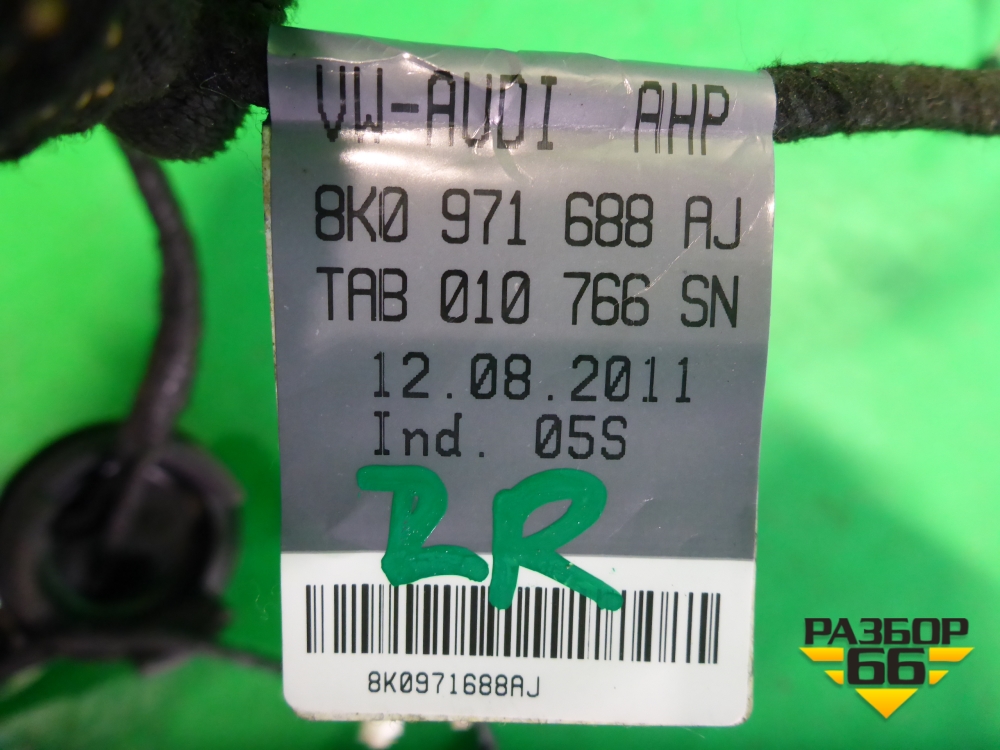 VW-AUDI AHP
8K0 971 688 AJ
TAB 010 766 SN
12.08.2011
Ind. 05S
BR
8K0971688AJ
РАЗБОР
66